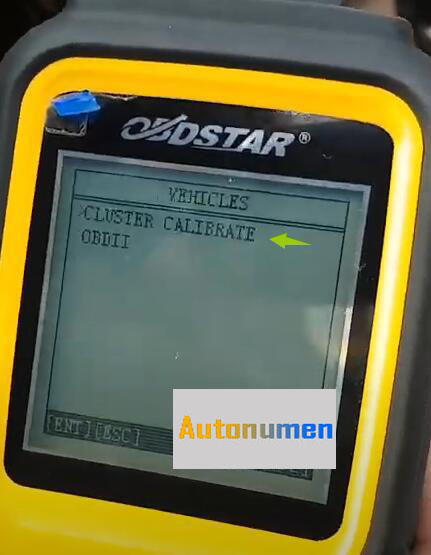 OBDSTAR®
VEHICLES
>CLUSTER CALIBRATE
OBDII
[ENT][ESC]
Autonumen